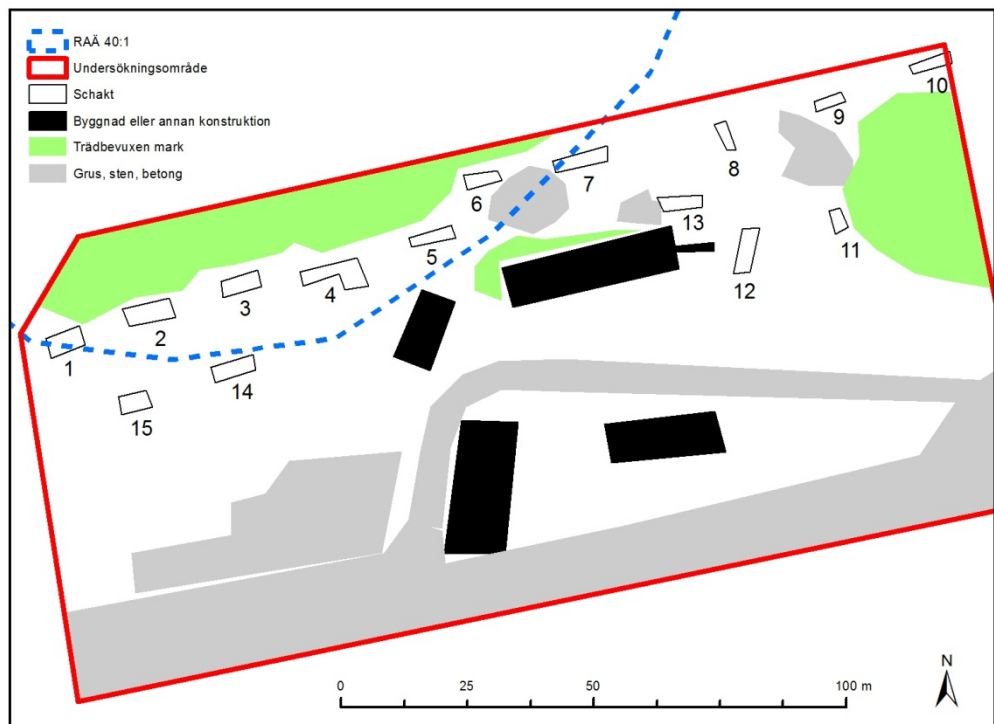 RAÄ 40:1
Undersökningsområde
Schakt
Byggnad eller annan konstruktion
Trädbevuxen mark
Grus, sten, betong
10
9
8
7
6
13
5
11
4
3
12
2
1
14
15
N
0 25 50 100 m